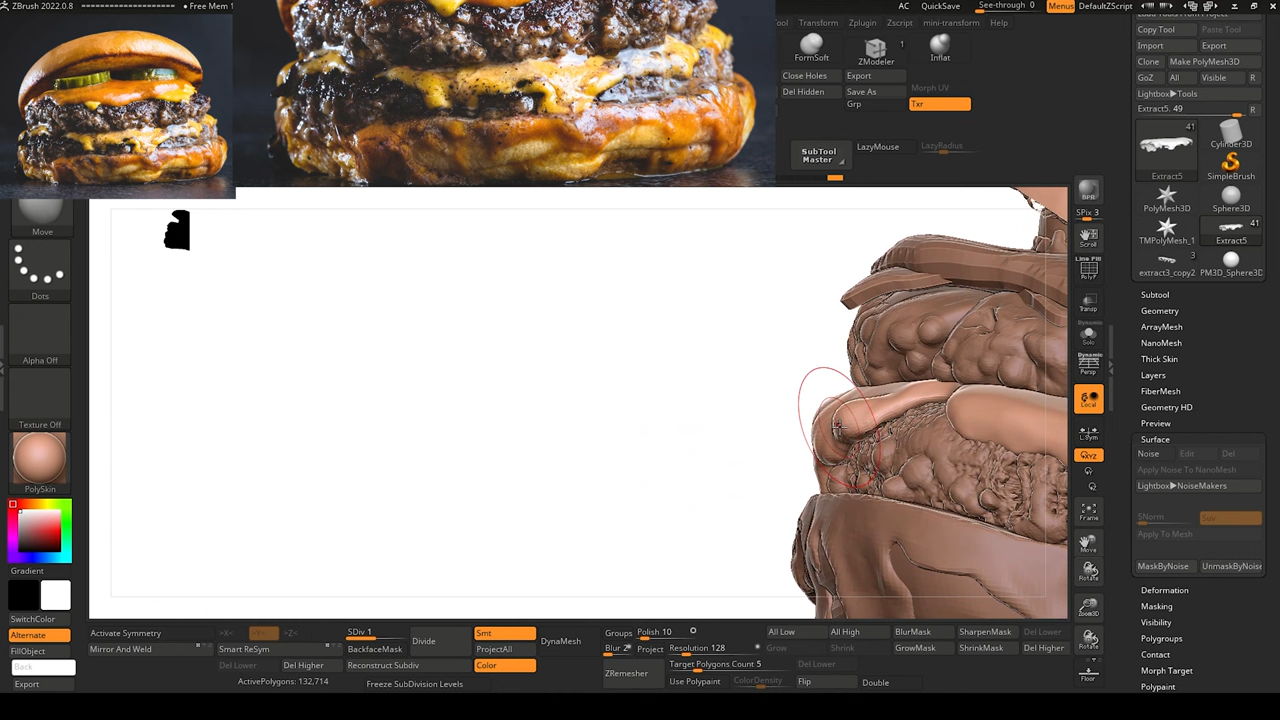 ZBrush 2022.0.8
• Free Mem 1
AC
QuickSave
See-through 0
Menus
DefaultZScript
Transform
Zplugin
Zscript
mini-transform
Help
FormSoft
ZModeler
1
Inflat
Close Holes
Export
Morph UV
Del Hidden
Save As
Grp
Txr
SubTool
Master
LazyMouse
LazyRadius
Copy Tool
Paste Tool
Import
Export
Clone
Make PolyMesh3D
GoZ
All
Visible
R
Lightbox▶Tools
Extract5. 49
R
41
Extract5
Cylinder3D
SimpleBrush
PolyMesh3D
Sphere3D
41
TMPolyMesh_1
Extract5
3
extract3_copy2
PM3D_Sphere3D
Subtool
Geometry
ArrayMesh
NanoMesh
Thick Skin
Layers
FiberMesh
Geometry HD
Preview
Surface
Noise
Edit
Del
Apply Noise To NanoMesh
Lightbox▶NoiseMakers
SNorm
Apply To Mesh
MaskByNoise
UnmaskByNoise
Deformation
Masking
Visibility
Polygroups
Contact
Morph Target
Polypaint
BPR
SPix 3
Scroll
Line Fill
PolyF
Transp
Dynamic
Solo
Dynamic
Persp
Local
L.Sym
XYZ
Frame
Move
Rotate
Zoom3D
Rotate
Floor
Move
Dots
Alpha Off
Texture Off
PolySkin
Gradient
SwitchColor
Alternate
FillObject
Back
Export
Activate Symmetry
>X<
>Y<
>Z<
Mirror And Weld
Smart ReSym
Del Lower
Del Higher
ActivePolygons: 132,714
SDiv 1
BackfaceMask
Reconstruct Subdiv
Freeze SubDivision Levels
Divide
Smt
ProjectAll
Color
DynaMesh
Groups
Polish 10
Blur 2
Project
Resolution 128
ZRemesher
Target Polygons Count 5
Use Polypaint
ColorDensity
All Low
All High
Grow
Shrink
Del Lower
Flip
Double
BlurMask
SharpenMask
Del Lower
GrowMask
ShrinkMask
Del Higher